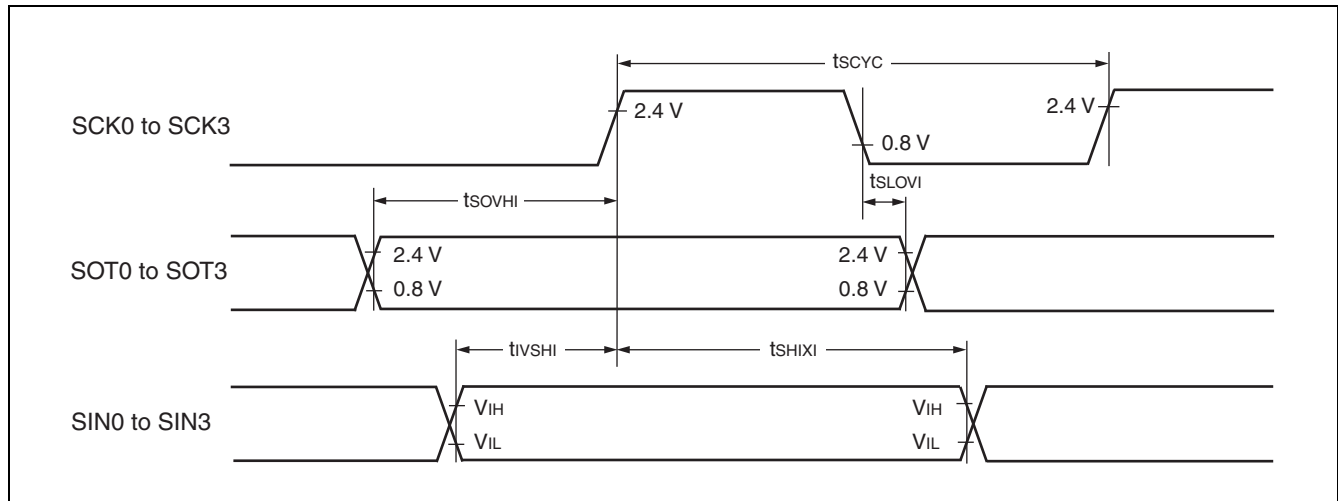 tSCYC
SCK0 to SCK3
2.4 V
2.4 V
0.8 V
tSOVHI
tSLOVI
SOT0 to SOT3
2.4 V
2.4 V
0.8 V
0.8 V
tIVSHI
tSHIXI
SIN0 to SIN3
VIH
VIH
VIL
VIL